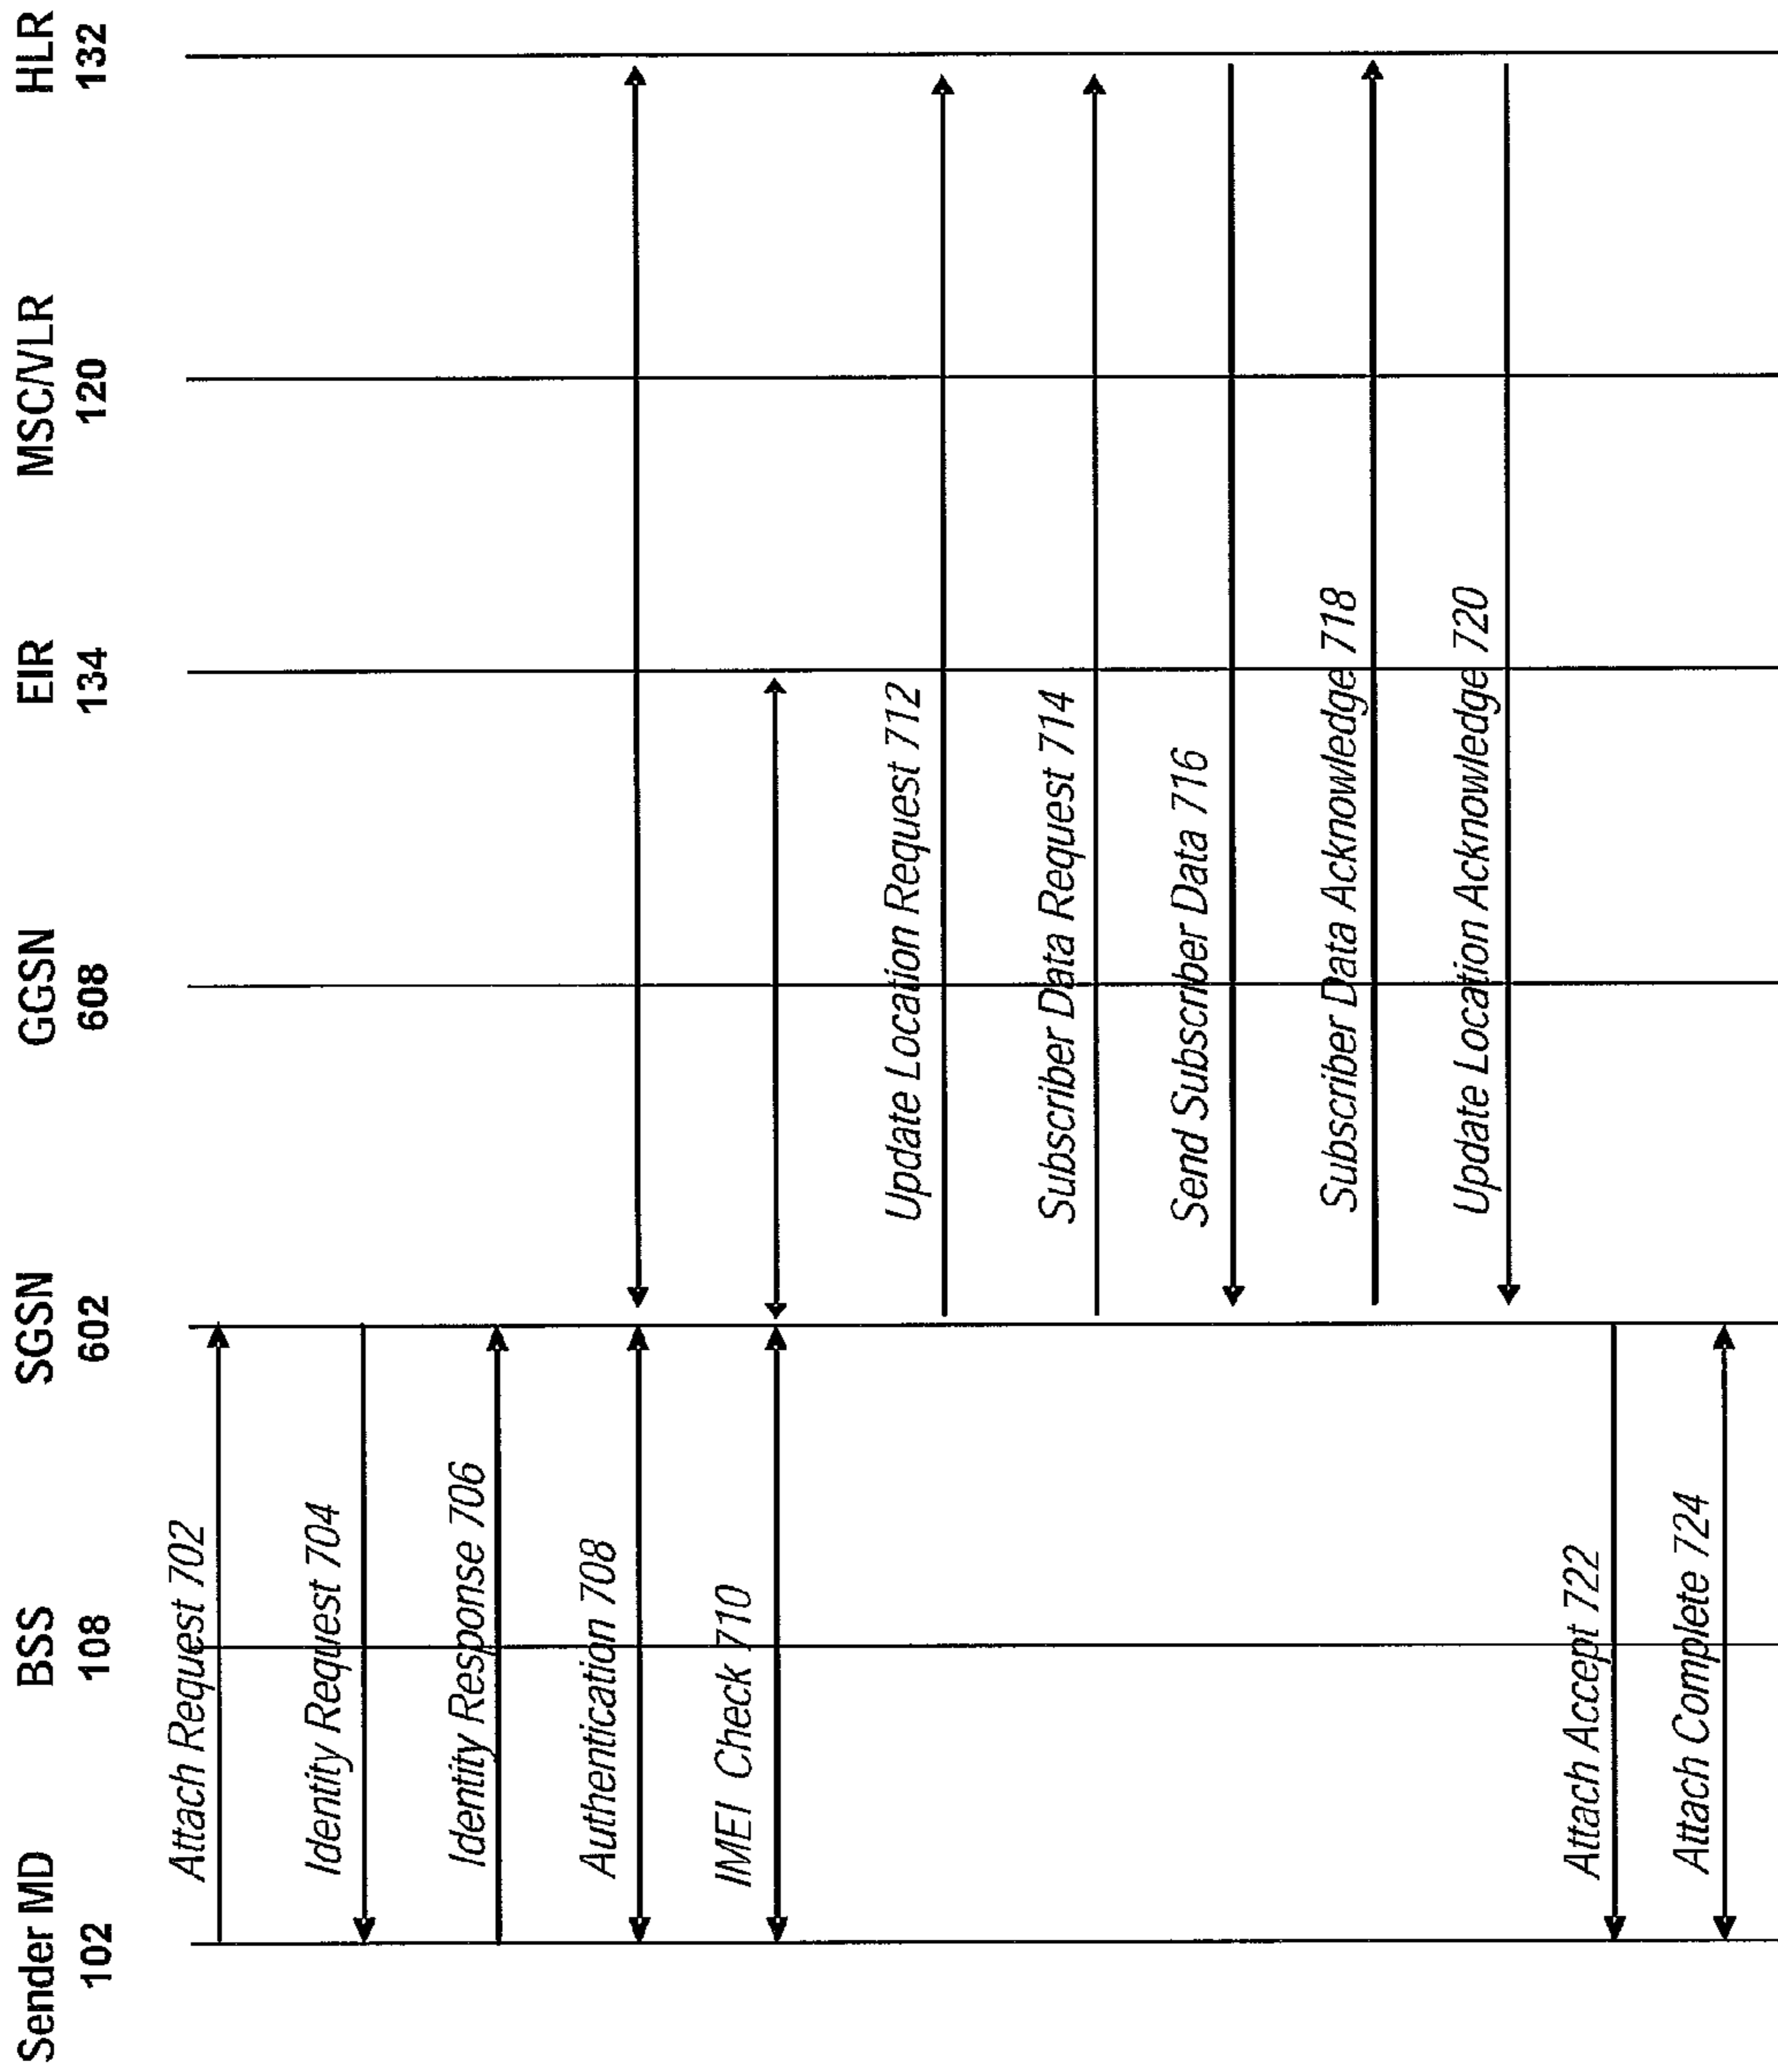 Sender MD
102
BSS
108
SGSN
602
GGSN
608
EIR
134
MSC/VLR
120
HLR
132
Attach Request 702
Identity Request 704
Identity Response 706
Authentication 708
IMEI Check 710
Update Location Request 712
Subscriber Data Request 714
Send Subscriber Data 716
Subscriber Data Acknowledge 718
Update Location Acknowledge 720
Attach Accept 722
Attach Complete 724